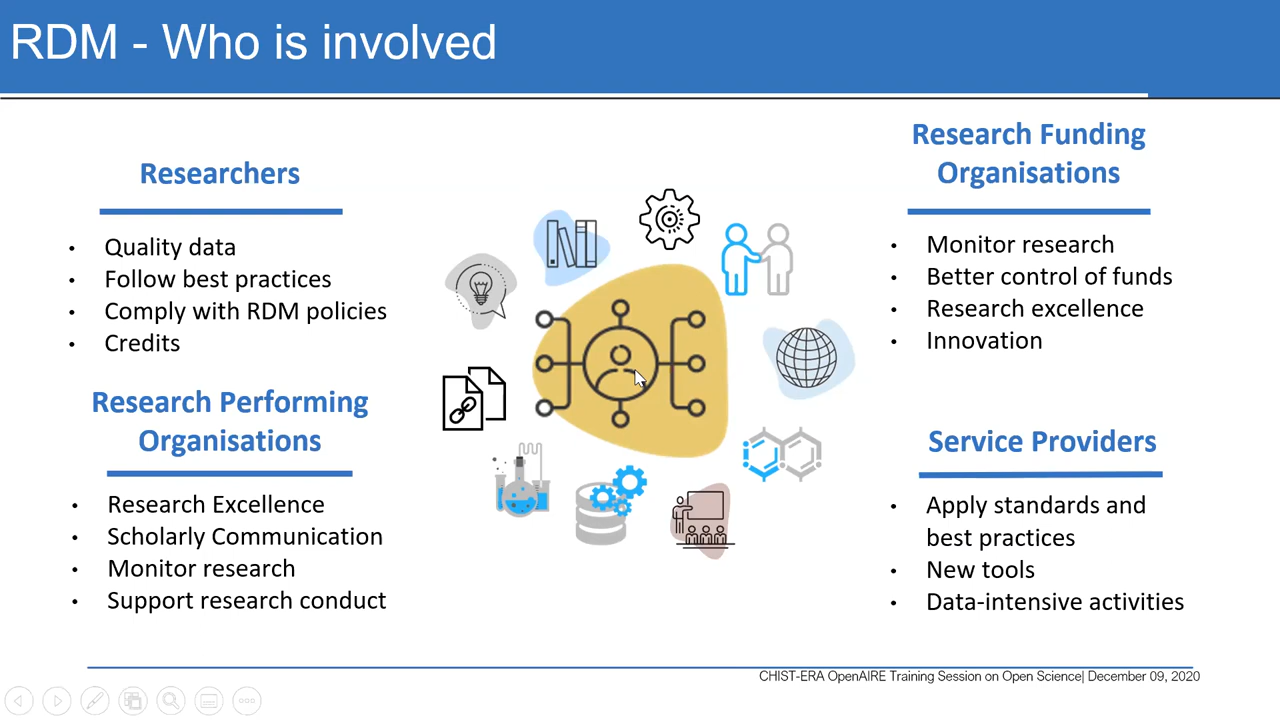 RDM - Who is involved
Researchers
• Quality data
• Follow best practices
• Comply with RDM policies
• Credits
Research Performing
Organisations
• Research Excellence
• Scholarly Communication
• Monitor research
• Support research conduct
Research Funding
Organisations
• Monitor research
• Better control of funds
• Research excellence
• Innovation
Service Providers
• Apply standards and
best practices
• New tools
• Data-intensive activities
CHIST-ERA OpenAIRE Training Session on Open Science| December 09, 2020